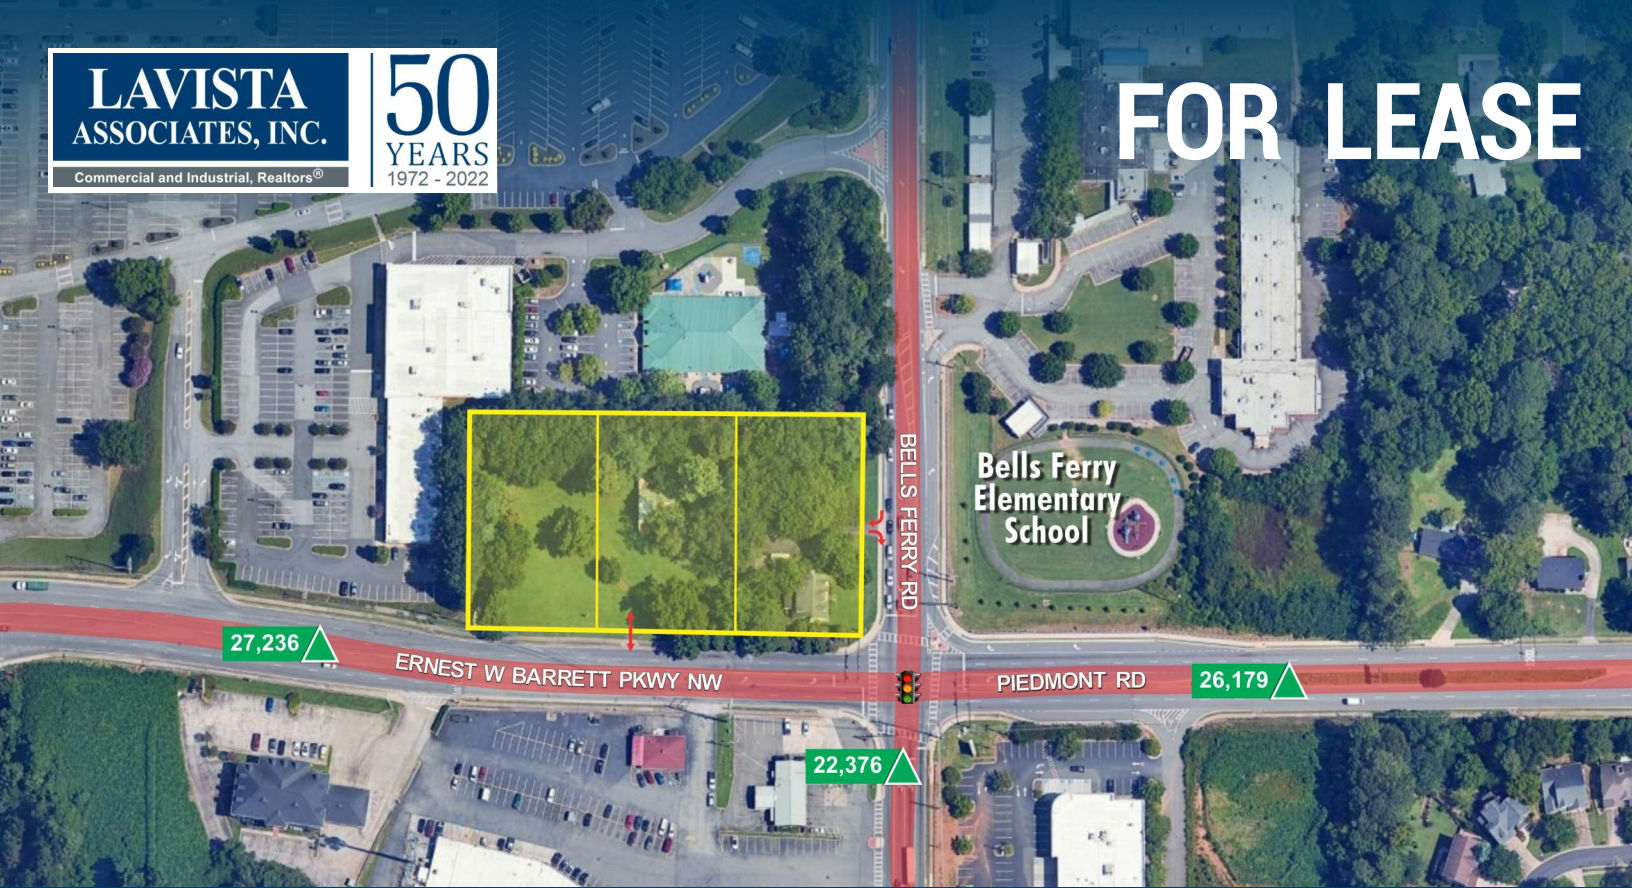 LAVISTA
ASSOCIATES, INC.
Commercial and Industrial, Realtors®
50
YEARS
1972 - 2022
FOR LEASE
BELLS FERRY RD
Bells Ferry
Elementary
School
27,236
ERNEST W BARRETT PKWY NW
PIEDMONT RD
26,179
22,376